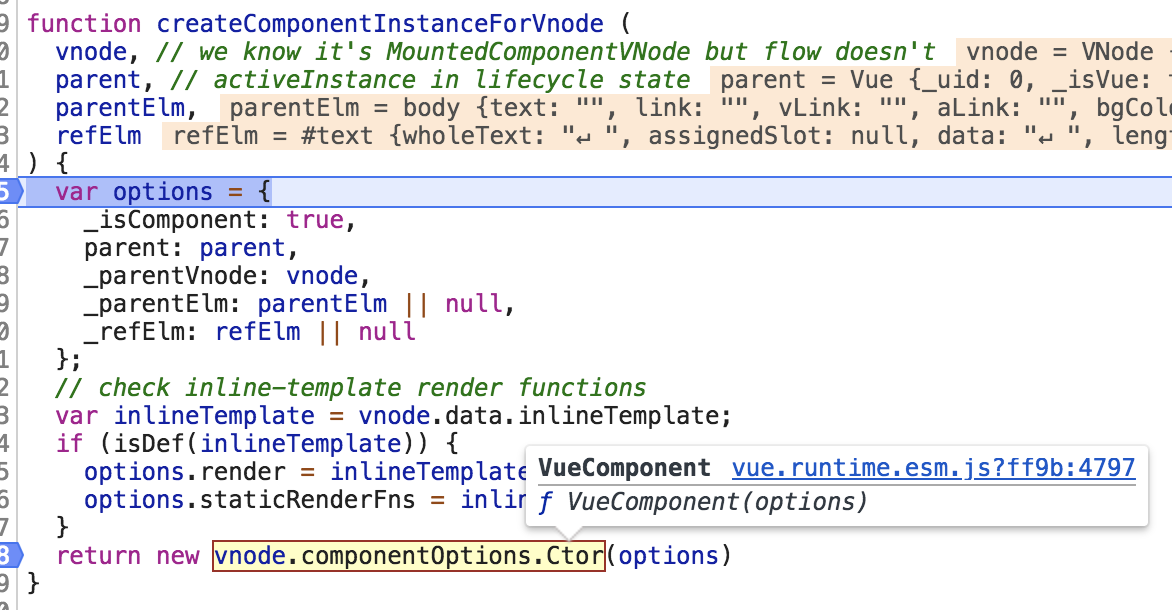 9 function createComponentInstanceForVnode (
0 vnode, // we know it's MountedComponentVNode but flow doesn't vnode = VNode {
1 parent, // activeInstance in lifecycle state parent = Vue {_uid: 0, _isVue:
2 parentElm, parentElm = body {text: "", link: "", vLink: "", aLink: "", bgColo
3 refElm refElm = #text {wholeText: "↵ ", assignedSlot: null, data: "↵ ", leng
4 ) {
5 var options = {
6 _isComponent: true,
7 parent: parent,
8 _parentVnode: vnode,
9 _parentElm: parentElm || null,
0 _refElm: refElm || null
1 };
2 // check inline-template render functions
3 var inlineTemplate = vnode.data.inlineTemplate;
4 if (isDef(inlineTemplate)) {
5 options.render = inlineTemplate
6 options.staticRenderFns = inlin
VueComponent vue.runtime.esm.js?ff9b:4797
ƒ VueComponent(options)
7 }
8 return new vnode.componentOptions.Ctor(options)
9 }